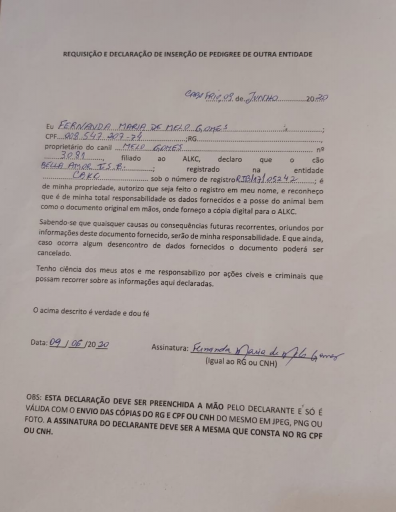 REQUISIÇÃO E DECLARAÇÃO DE INSERÇÃO DE PEDIGREE DE OUTRA ENTIDADE
CABO FRIO, 09 de JUNHO 2020
Eu FERNANDA MARIA DE MELO GOMES ;
CPF 008.547.207-74 ;RG ,
proprietário do canil MELO GOMES nº
3081 , filiado ao ALKC, declaro que o cão
BELLA AMOR T.S.B. ; registrado na entidade
CAKC sob o número de registro ; é
de minha propriedade, autorizo que seja feito o registro em meu nome, e reconheço
que é de minha total responsabilidade os dados fornecidos e a posse do animal bem
como o documento original em mãos, onde forneço a cópia digital para o ALKC.
Sabendo-se que quaisquer causas ou consequências futuras recorrentes, oriundos por
informações deste documento fornecido, serão de minha responsabilidade. E que ainda,
caso ocorra algum desencontro de dados fornecidos o documento poderá ser
cancelado.
Tenho ciência dos meus atos e me responsabilizo por ações cíveis e criminais que
possam recorrer sobre as informações aqui declaradas.
O acima descrito é verdade e dou fé
Data: 09 / 06 /2020 Assinatura: Fernanda Maria de Melo Gomes
(igual ao RG ou CNH)
OBS: ESTA DECLARAÇÃO DEVE SER PREENCHIDA A MÃO PELO DECLARANTE E SÓ É
VÁLIDA COM O ENVIO DAS CÓPIAS DO RG E CPF OU CNH DO MESMO EM JPEG, PNG OU
FOTO. A ASSINATURA DO DECLARANTE DEVE SER A MESMA QUE CONSTA NO RG CPF
OU CNH.